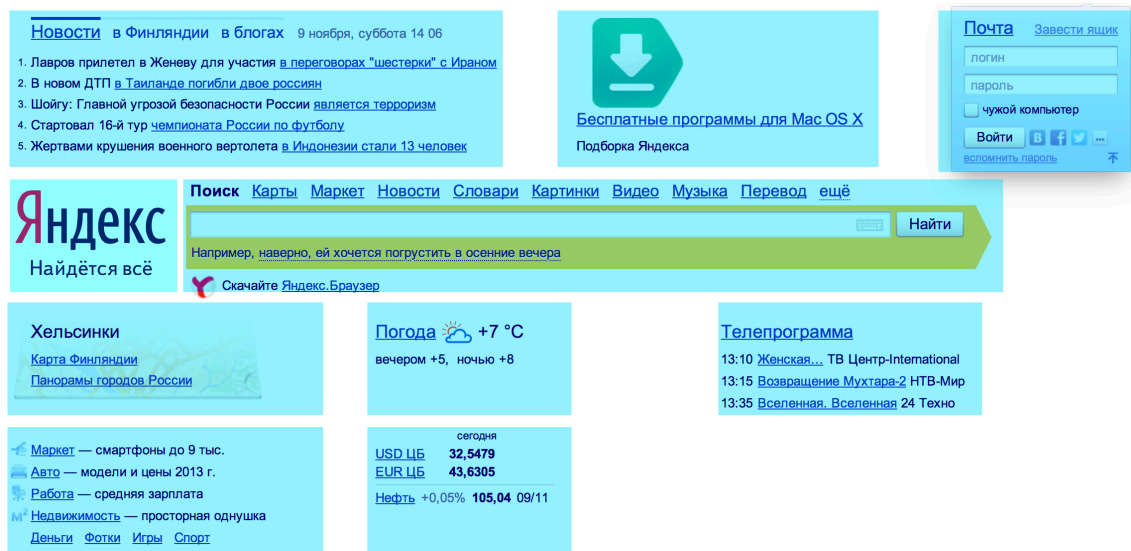 Новости в Финляндии в блогах 9 ноября, суббота 14 06
1. Лавров прилетел в Женеву для участия в переговорах "шестерки" с Ираном
2. В новом ДТП в Таиланде погибли двое россиян
3. Шойгу: Главной угрозой безопасности России является терроризм
4. Стартовал 16-й тур чемпионата России по футболу
5. Жертвами крушения военного вертолета в Индонезии стали 13 человек
Бесплатные программы для Mac OS X
Подборка Яндекса
Почта Завести ящик
логин
пароль
чужой компьютер
Войти В f ...
вспомнить пароль
Яндекс
Найдётся всё
Поиск Карты Маркет Новости Словари Картинки Видео Музыка Перевод ещё
Найти
Например, наверно, ей хочется погрустить в осенние вечера
Скачайте Яндекс.Браузер
Хельсинки
Карта Финляндии
Панорамы городов России
Погода +7 °C
вечером +5, ночью +8
Телепрограмма
13:10 Женская... ТВ Центр-International
13:15 Возвращение Мухтара-2 НТВ-Мир
13:35 Вселенная. Вселенная 24 Техно
Маркет — смартфоны до 9 тыс.
Авто — модели и цены 2013 г.
Работа — средняя зарплата
м² Недвижимость — просторная однушка
Деньги Фотки Игры Спорт
сегодня
USD ЦБ 32,5479
EUR ЦБ 43,6305
Нефть +0,05% 105,04 09/11